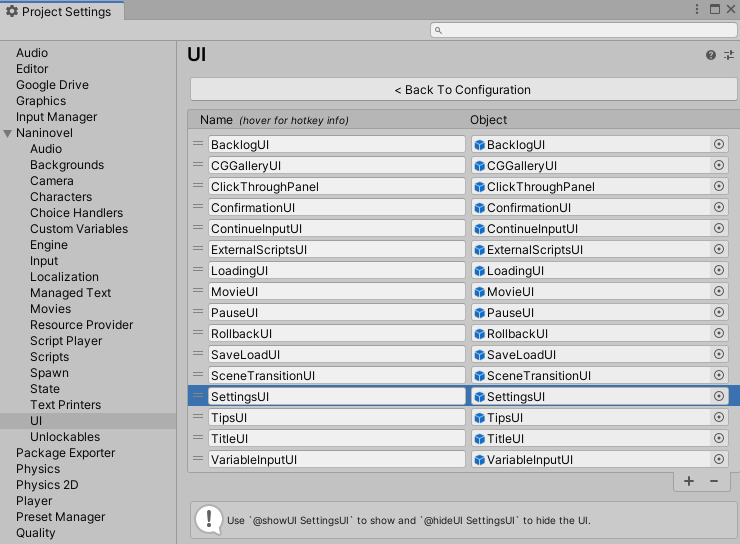 Project Settings
Audio
Editor
Google Drive
Graphics
Input Manager
Naninovel
Audio
Backgrounds
Camera
Characters
Choice Handlers
Custom Variables
Engine
Input
Localization
Managed Text
Movies
Resource Provider
Script Player
Scripts
Spawn
State
Text Printers
UI
Unlockables
Package Exporter
Physics
Physics 2D
Player
Preset Manager
Quality
UI
< Back To Configuration
Name (hover for hotkey info) Object
BacklogUI BacklogUI
CGGalleryUI CGGalleryUI
ClickThroughPanel ClickThroughPanel
ConfirmationUI ConfirmationUI
ContinueInputUI ContinueInputUI
ExternalScriptsUI ExternalScriptsUI
LoadingUI LoadingUI
MovieUI MovieUI
PauseUI PauseUI
RollbackUI RollbackUI
SaveLoadUI SaveLoadUI
SceneTransitionUI SceneTransitionUI
SettingsUI SettingsUI
TipsUI TipsUI
TitleUI TitleUI
VariableInputUI VariableInputUI
Use `@showUI SettingsUI` to show and `@hideUI SettingsUI` to hide the UI.